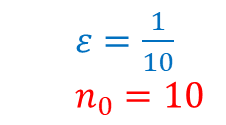 ε = 1/10
n₀ = 10